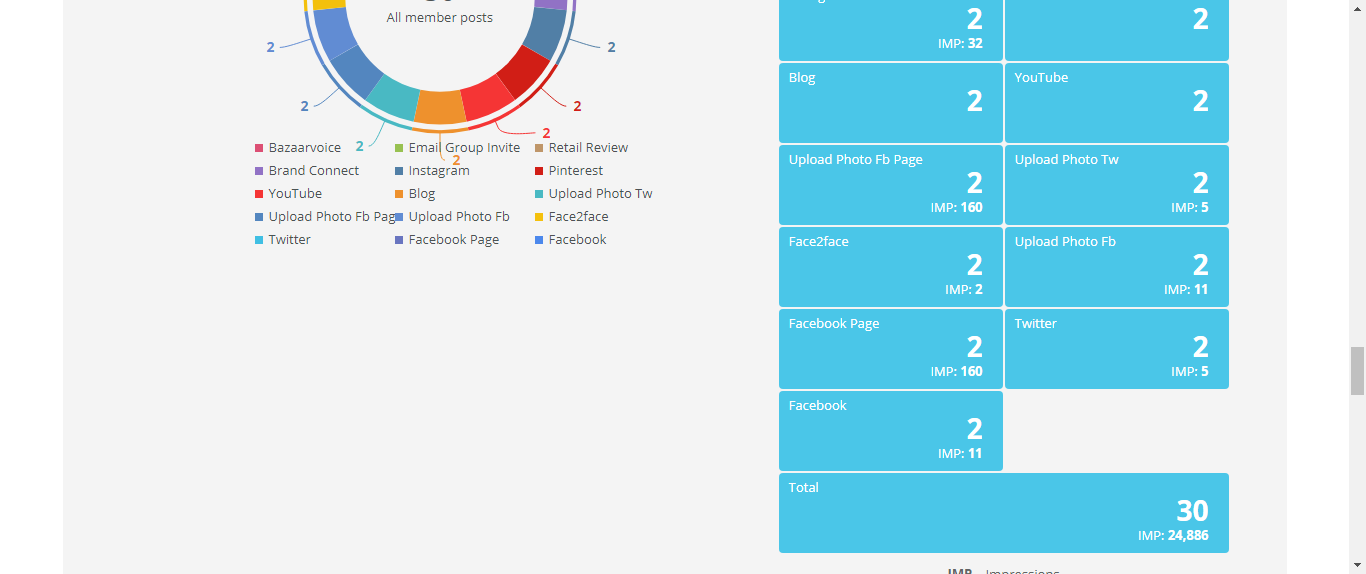 All member posts
2
2
2
2
2
2
2
2
Bazaarvoice
Email Group Invite
Retail Review
Brand Connect
Instagram
Pinterest
YouTube
Blog
Upload Photo Tw
Upload Photo Fb Pag
Upload Photo Fb
Face2face
Twitter
Facebook Page
Facebook
2
IMP: 32
2
Blog
2
YouTube
2
Upload Photo Fb Page
2
IMP: 160
Upload Photo Tw
2
IMP: 5
Face2face
2
IMP: 2
Upload Photo Fb
2
IMP: 11
Facebook Page
2
IMP: 160
Twitter
2
IMP: 5
Facebook
2
IMP: 11
Total
30
IMP: 24,886
IMP Impressions